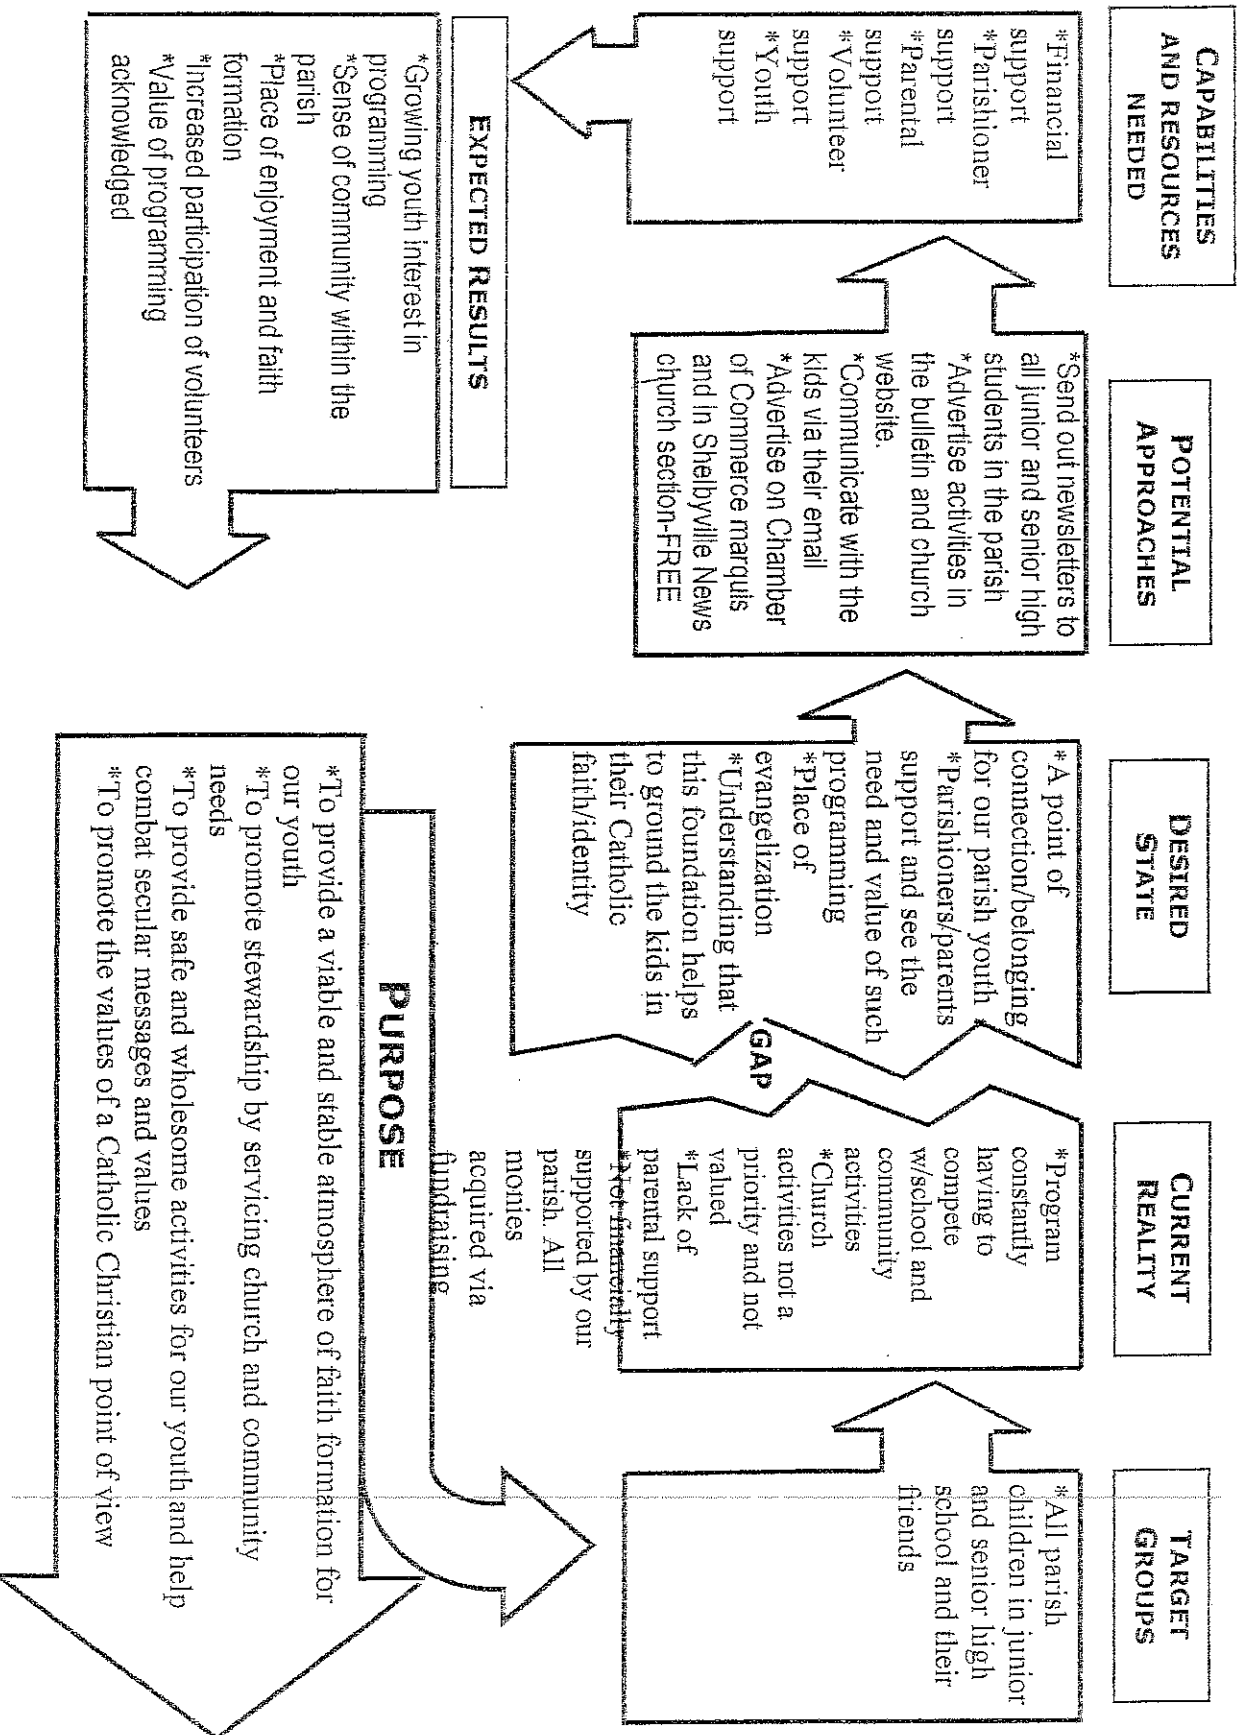 CAPABILITIES
AND RESOURCES
NEEDED
*Financial
support
*Parishioner
support
*Parental
support
*Volunteer
support
*Youth
support
POTENTIAL
APPROACHES
*Send out newsletters to
all junior and senior high
students in the parish
*Advertise activities in
the bulletin and church
website.
*Communicate with the
kids via their email
*Advertise on Chamber
of Commerce marquis
and in Shelbyville News
church section-FREE
DESIRED
STATE
*A point of
connection/belonging
for our parish youth
*Parishioners/parents
support and see the
need and value of such
programming
*Place of
evangelization
*Understanding that
this foundation helps
to ground the kids in
their Catholic
faith/identity
GAP
CURRENT
REALITY
*Program
constantly
having to
compete
w/school and
community
activities
*Church
activities not a
priority and not
valued
*Lack of
parental support
*Not financially
supported by our
parish. All
monies
acquired via
fundraising
TARGET
GROUPS
*All parish
children in junior
and senior high
school and their
friends
EXPECTED RESULTS
*Growing youth interest in
programming
*Sense of community within the
parish
*Place of enjoyment and faith
formation
*Increased participation of volunteers
*Value of programming
acknowledged
PURPOSE
*To provide a viable and stable atmosphere of faith formation for
our youth
*To promote stewardship by servicing church and community
needs
*To provide safe and wholesome activities for our youth and help
combat secular messages and values
*To promote the values of a Catholic Christian point of view